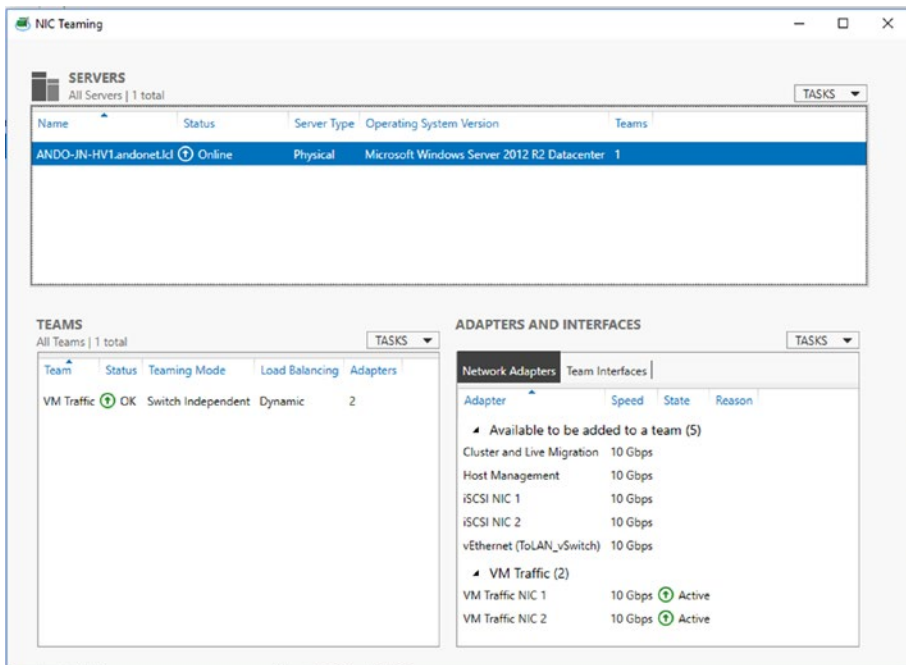 NIC Teaming
SERVERS
All Servers | 1 total
TASKS
Name Status Server Type Operating System Version Teams
ANDO-JN-HV1.andonet.lcl Online Physical Microsoft Windows Server 2012 R2 Datacenter 1
TEAMS
All Teams | 1 total
TASKS
Team Status Teaming Mode Load Balancing Adapters
VM Traffic OK Switch Independent Dynamic 2
ADAPTERS AND INTERFACES
TASKS
Network Adapters Team Interfaces
Adapter Speed State Reason
Available to be added to a team (5)
Cluster and Live Migration 10 Gbps
Host Management 10 Gbps
iSCSI NIC 1 10 Gbps
iSCSI NIC 2 10 Gbps
vEthernet (ToLAN_vSwitch) 10 Gbps
VM Traffic (2)
VM Traffic NIC 1 10 Gbps Active
VM Traffic NIC 2 10 Gbps Active